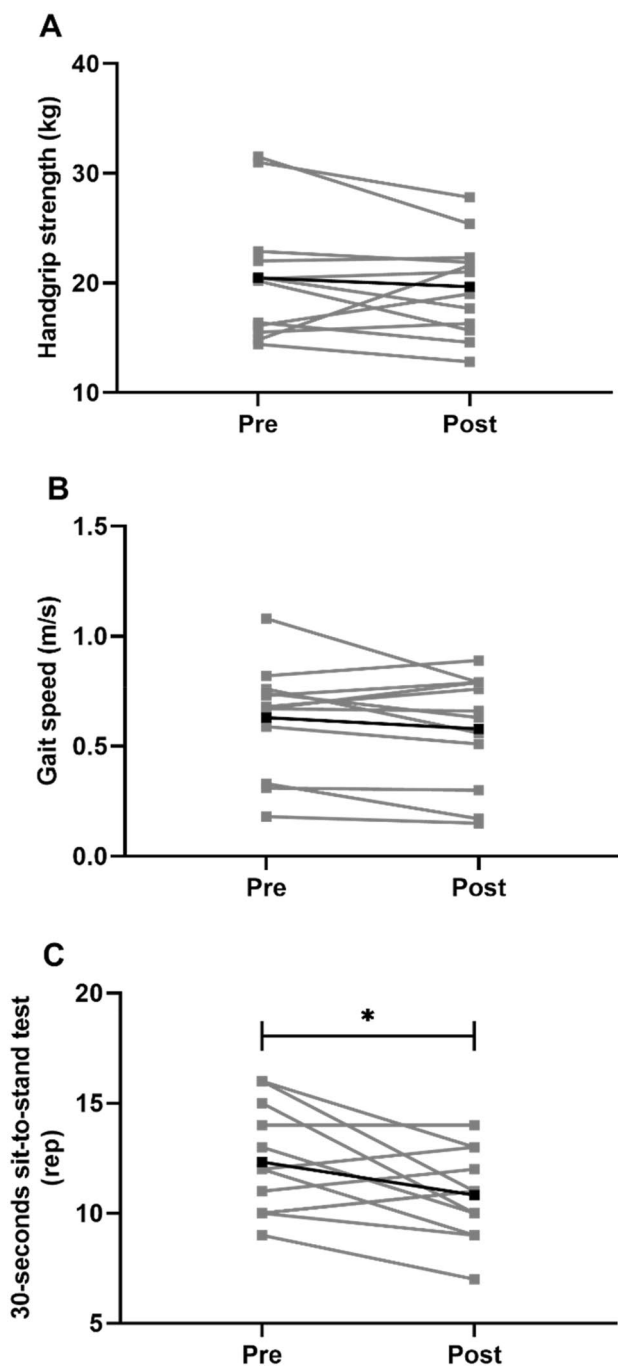 A
Handgrip strength (kg)
40
30
20
10
Pre Post
B
Gait speed (m/s)
1.5
1.0
0.5
0.0
Pre Post
C
30-seconds sit-to-stand test
(rep)
20
15
10
5
*
Pre Post